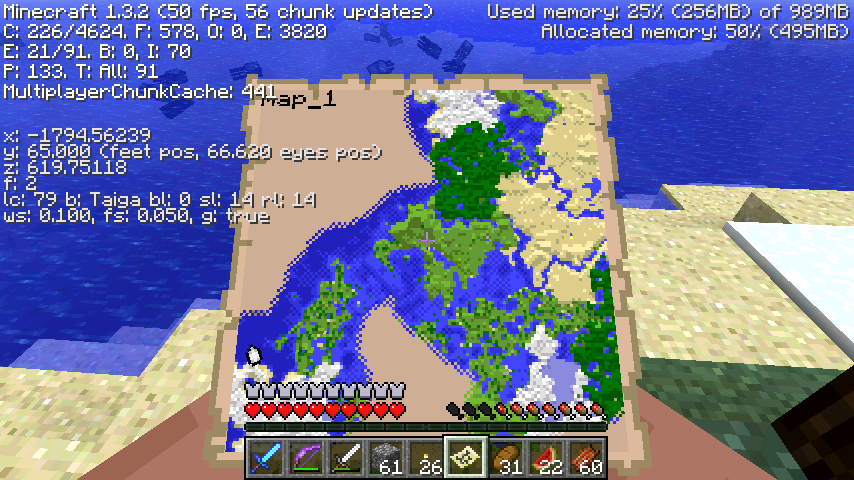 Minecraft 1.3.2 (50 fps, 56 chunk updates)
C: 226/4624, F: 578, O: 0, E: 3820
E: 21/91. B: 0, I: 70
P: 133. T: All: 91
MultiplayerChunkCache: 441
Used memory: 25% (256MB) of 989MB
Allocated memory: 50% (495MB)
Map_1
x: -1794.56239
y: 65.000 (feet pos, 66.620 eyes pos)
z: 619.75118
f: 2
lc: 79 b: Taiga bl: 0 sl: 14 rl: 14
ws: 0.100, fs: 0.050, g: true
61 26 31 22 60